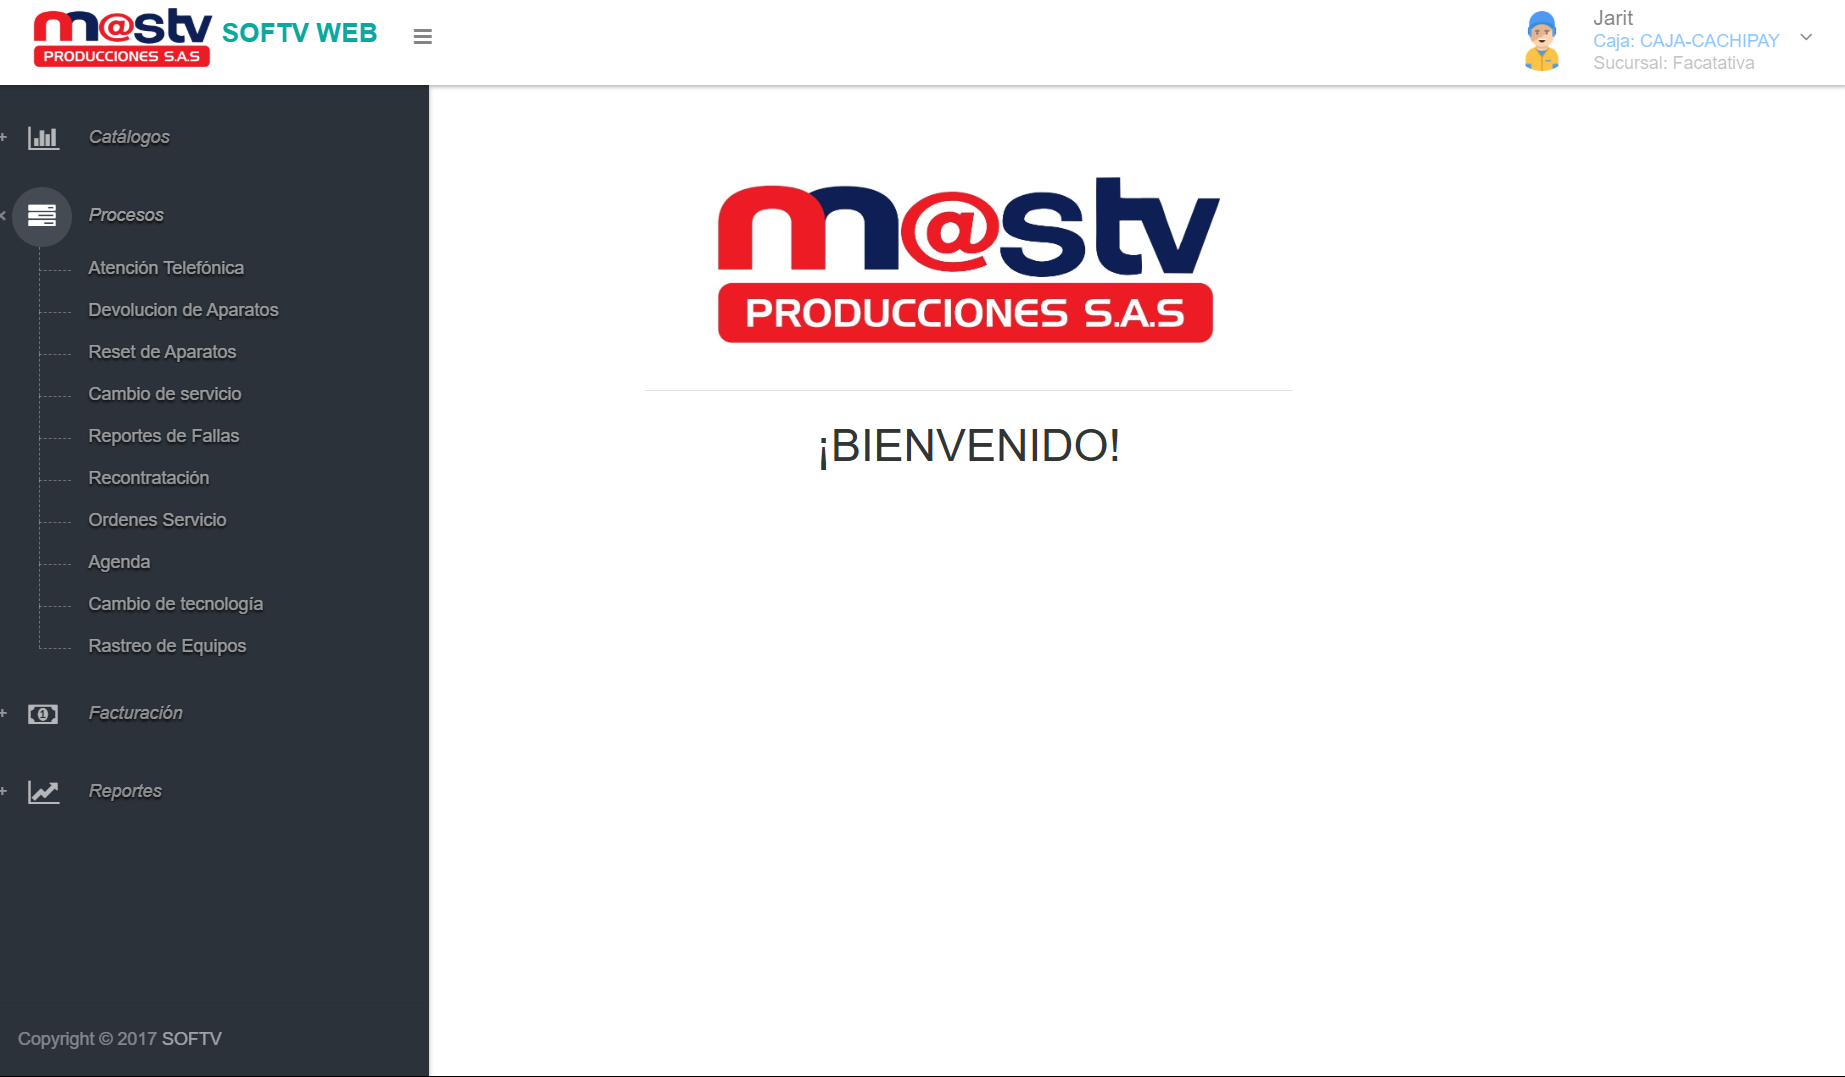 m@stv
PRODUCCIONES S.A.S
SOFTV WEB
Jarit
Caja: CAJA-CACHIPAY
Sucursal: Facatativa
Catálogos
Procesos
Atención Telefónica
Devolucion de Aparatos
Reset de Aparatos
Cambio de servicio
Reportes de Fallas
Recontratación
Ordenes Servicio
Agenda
Cambio de tecnología
Rastreo de Equipos
Facturación
Reportes
Copyright © 2017 SOFTV
m@stv
PRODUCCIONES S.A.S
¡BIENVENIDO!